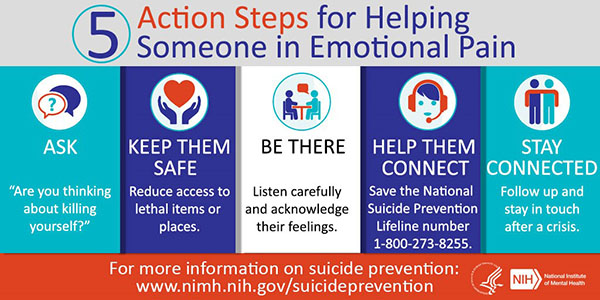 5 Action Steps for Helping
Someone in Emotional Pain
?
ASK
“Are you thinking
about killing
yourself?”
KEEP THEM
SAFE
Reduce access to
lethal items or
places.
BE THERE
Listen carefully
and acknowledge
their feelings.
HELP THEM
CONNECT
Save the National
Suicide Prevention
Lifeline number
1-800-273-8255.
STAY
CONNECTED
Follow up and
stay in touch
after a crisis.
For more information on suicide prevention:
www.nimh.nih.gov/suicideprevention
NIH National Institute
of Mental Health